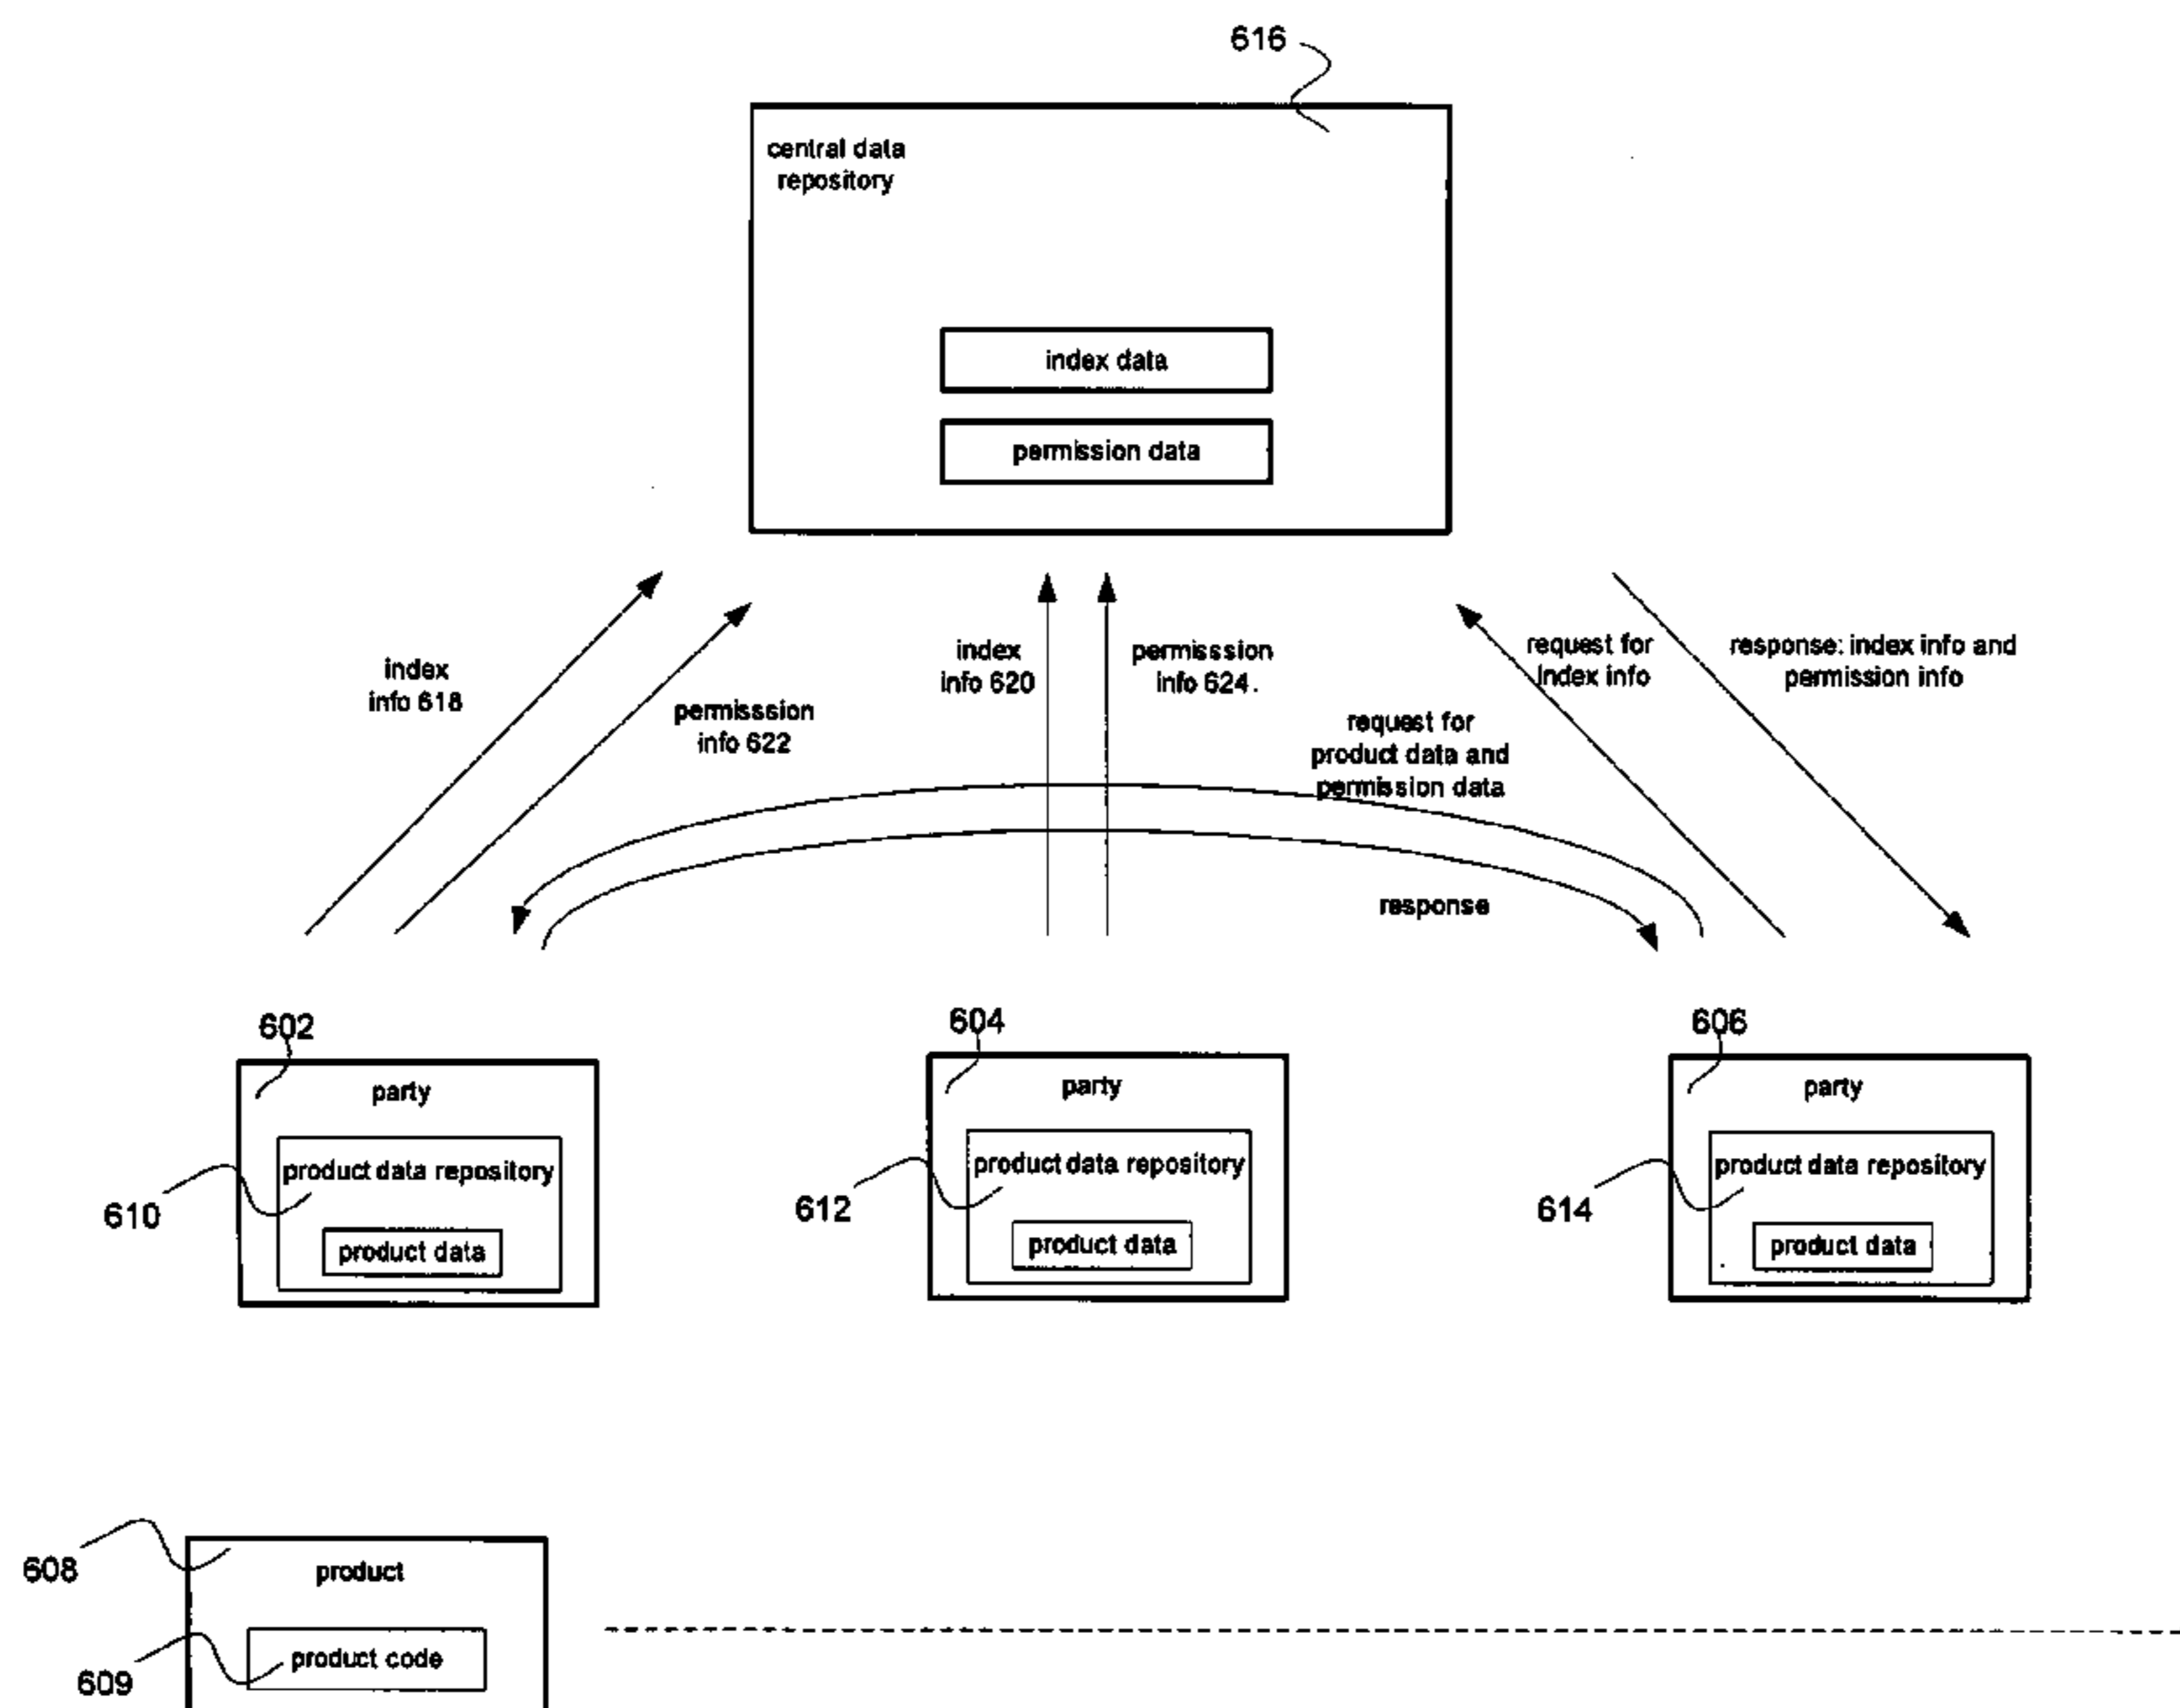 616
central data
repository
index data
permission data
index
info 618
permisssion
info 622
index
info 620
permisssion
info 624.
request for
index info
response: index info and
permission info
request for
product data and
permission data
response
602
party
product data repository
610
product data
604
party
product data repository
612
product data
606
party
product data repository
614
product data
608
product
product code
609